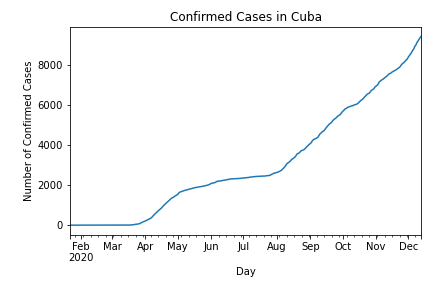 Confirmed Cases in Cuba
Number of Confirmed Cases
8000
6000
4000
2000
0
Feb Mar Apr May Jun Jul Aug Sep Oct Nov Dec
2020
Day